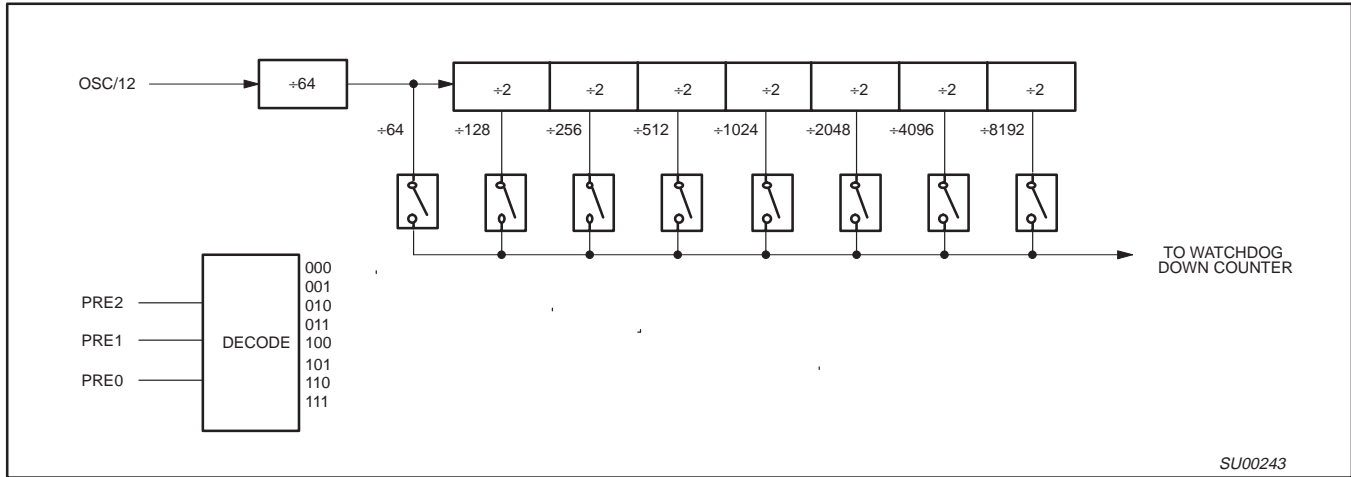 OSC/12
÷64
÷2 ÷2 ÷2 ÷2 ÷2 ÷2 ÷2
÷64 ÷128 ÷256 ÷512 ÷1024 ÷2048 ÷4096 ÷8192
TO WATCHDOG
DOWN COUNTER
PRE2
PRE1
PRE0
DECODE
000
001
010
011
100
101
110
111
SU00243